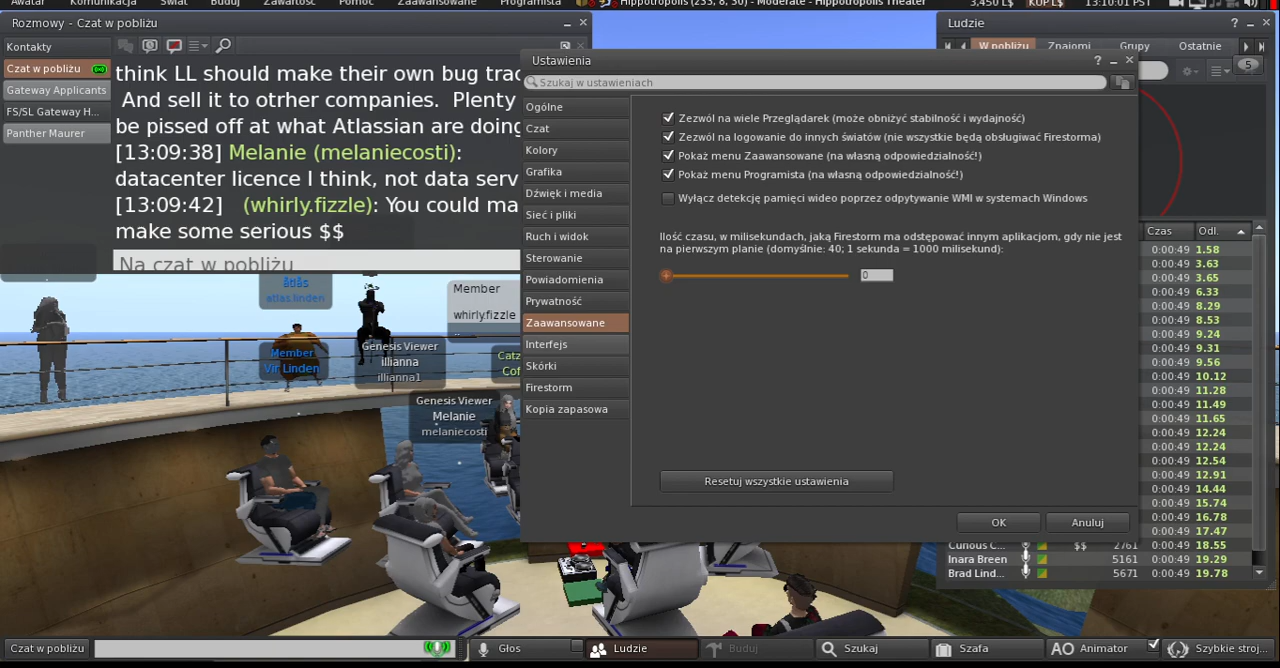 Awatar Komunikacja Świat Buduj Zawartość Pomoc Zaawansowane Programista Hippotropolis (233, 8, 30) - Moderate - Hippotropolis Theater 3,450 L$ KUP L$ 13:10:01 PST
Rozmowy - Czat w pobliżu
Kontakty
Czat w pobliżu
Gateway Applicants
FS/SL Gateway H...
Panther Maurer
think LL should make their own bug trac
And sell it to otrher companies. Plenty
be pissed off at what Atlassian are doing
[13:09:38] Melanie (melaniecosti):
datacenter licence I think, not data serv
[13:09:42] (whirly.fizzle): You could ma
make some serious $$
Na czat w pobliżu
Ustawienia
Szukaj w ustawieniach
Ogólne
Czat
Kolory
Grafika
Dźwięk i media
Sieć i pliki
Ruch i widok
Sterowanie
Powiadomienia
Prywatność
Zaawansowane
Interfejs
Skórki
Firestorm
Kopia zapasowa
Zezwól na wiele Przeglądarek (może obniżyć stabilność i wydajność)
Zezwól na logowanie do innych światów (nie wszystkie będą obsługiwać Firestorma)
Pokaż menu Zaawansowane (na własną odpowiedzialność!)
Pokaż menu Programista (na własną odpowiedzialność!)
Wyłącz detekcję pamięci wideo poprzez odpytywanie WMI w systemach Windows
Ilość czasu, w milisekundach, jaką Firestorm ma odstępować innym aplikacjom, gdy nie jest
na pierwszym planie (domyślnie: 40; 1 sekunda = 1000 milisekund):
0
Resetuj wszystkie ustawienia
OK Anuluj
Ludzie
W pobliżu Znajomi Grupy Ostatnie
5
Czas Odl.
0:00:49 1.58
0:00:49 3.63
0:00:49 3.65
0:00:49 6.33
0:00:49 8.29
0:00:49 8.53
0:00:49 9.24
0:00:49 9.31
0:00:49 9.56
0:00:49 10.12
0:00:49 11.28
0:00:49 11.49
0:00:49 11.65
0:00:49 12.24
0:00:49 12.24
0:00:49 12.54
0:00:49 12.91
0:00:49 14.44
0:00:49 15.74
0:00:49 16.78
0:00:49 17.47
Curious C... $$ 2761 0:00:49 18.55
Inara Breen 5161 0:00:49 19.29
Brad Lind... 5671 0:00:49 19.78
atlas.linden
Member
whirly.fizzle
Member
Vir Linden
Genesis Viewer
illianna
illianna1
Catz
Cof
Genesis Viewer
Melanie
melaniecosti
Czat w pobliżu Głos Ludzie Buduj Szukaj Szafa AO Animator Szybkie stroj...